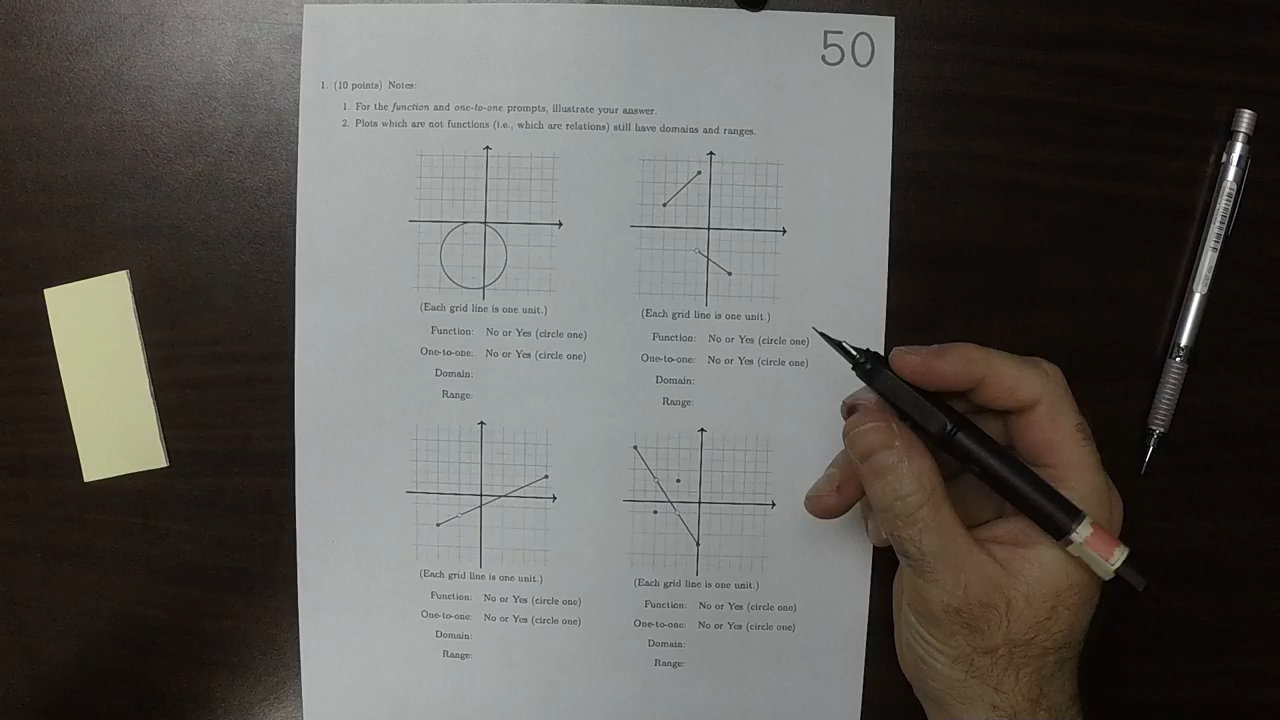 50
1. (10 points) Notes:
1. For the function and one-to-one prompts, illustrate your answer.
2. Plots which are not functions (i.e., which are relations) still have domains and ranges.
(Each grid line is one unit.)
Function: No or Yes (circle one)
One-to-one: No or Yes (circle one)
Domain:
Range:
(Each grid line is one unit.)
Function: No or Yes (circle one)
One-to-one: No or Yes (circle one)
Domain:
Range:
(Each grid line is one unit.)
Function: No or Yes (circle one)
One-to-one: No or Yes (circle one)
Domain:
Range:
(Each grid line is one unit.)
Function: No or Yes (circle one)
One-to-one: No or Yes (circle one)
Domain:
Range: